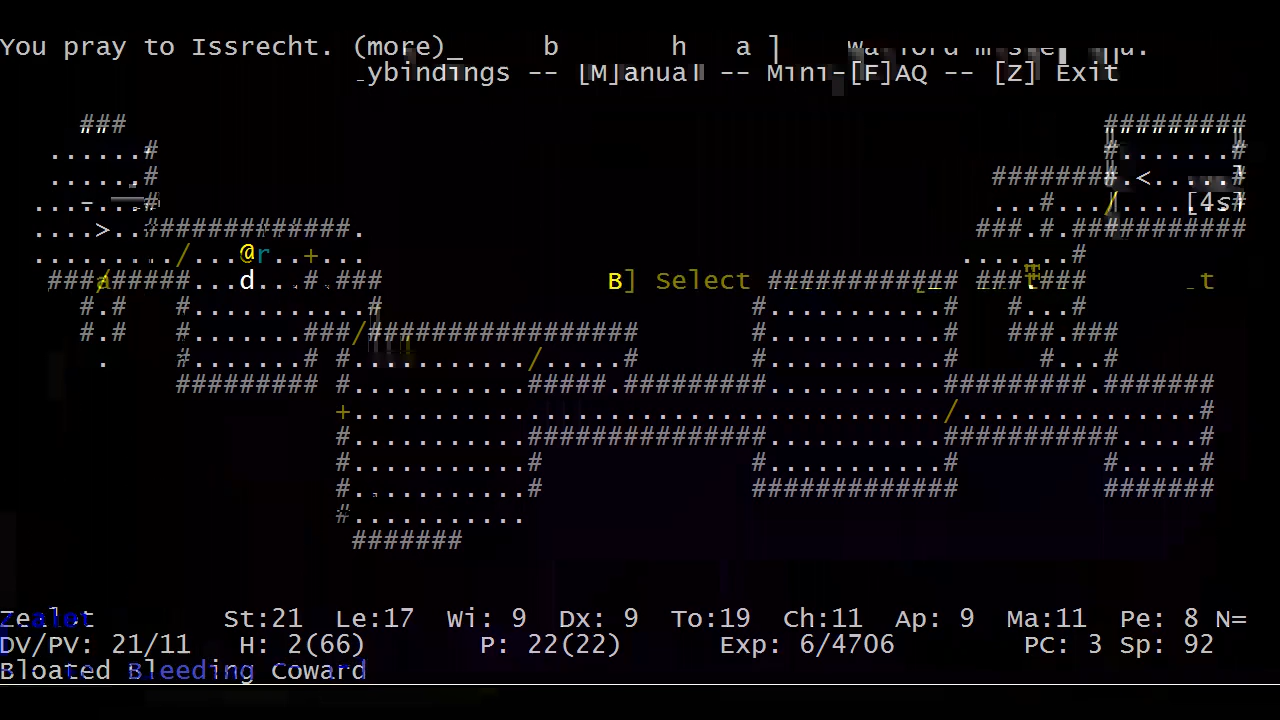 You pray to Issrecht. (more)_ b h a ]
ybindings -- [M]anual -- Mini-[F]AQ -- [Z] Exit
### #########
......# #.......#
......# ########.<.....
[4s]
....>..#############. ###.#.##########
........./...@r..+... .....#
###a/#####...d...#.### B] Select ############ t
#.# #...........# #..........# #...#
#.# #.......###/################# #..........# ###.###
. #.......# #.........../.....# #..........# #...#
######### #...........#####.#########...........#########.#######
+....................................../...............#
#...........###############...........###########.....#
#...........# #..........# #.....#
#...........# ############# #######
#...........
#######
St:21 Le:17 Wi: 9 Dx: 9 To:19 Ch:11 Ap: 9 Ma:11 Pe: 8 N=
DV/PV: 21/11 H: 2(66) P: 22(22) Exp: 6/4706 PC: 3 Sp: 92
Bloated Bleeding Coward